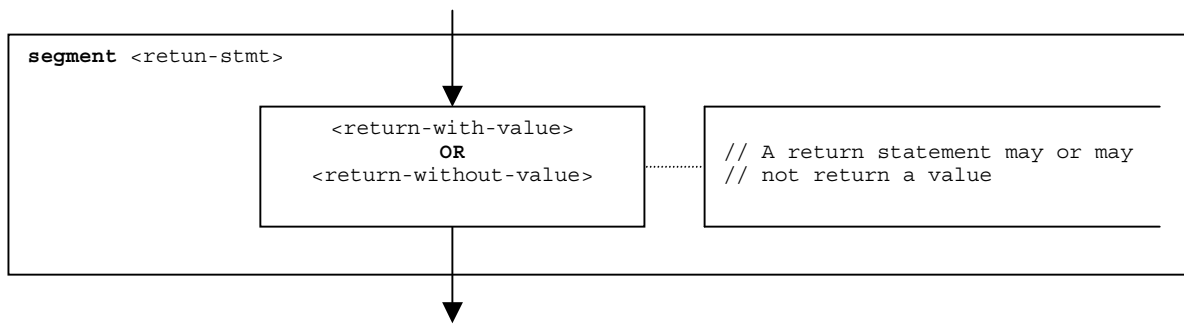 segment <retun-stmt>
<return-with-value>
OR
<return-without-value>
// A return statement may or may
// not return a value